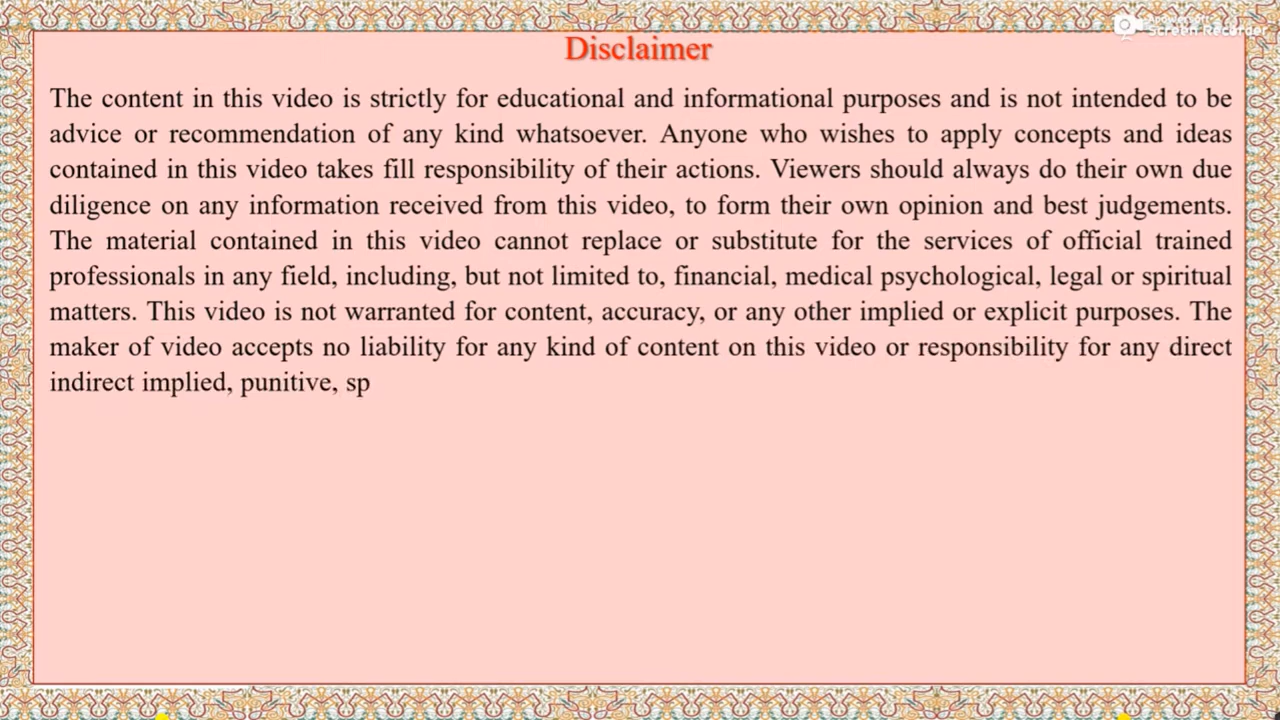 Apowersoft
Screen Recorder
Disclaimer
The content in this video is strictly for educational and informational purposes and is not intended to be
advice or recommendation of any kind whatsoever. Anyone who wishes to apply concepts and ideas
contained in this video takes fill responsibility of their actions. Viewers should always do their own due
diligence on any information received from this video, to form their own opinion and best judgements.
The material contained in this video cannot replace or substitute for the services of official trained
professionals in any field, including, but not limited to, financial, medical psychological, legal or spiritual
matters. This video is not warranted for content, accuracy, or any other implied or explicit purposes. The
maker of video accepts no liability for any kind of content on this video or responsibility for any direct
indirect implied, punitive, sp